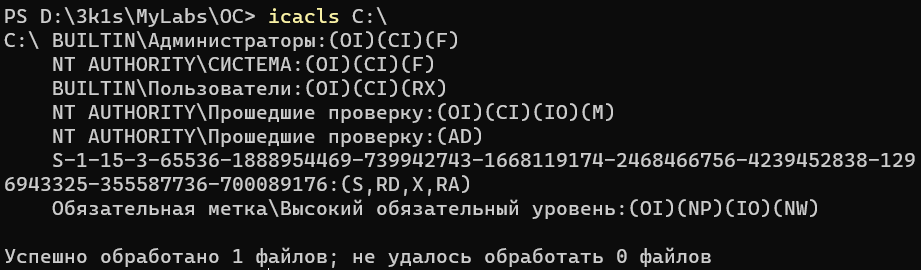 PS D:\3k1s\MyLabs\OC> icacls C:\
C:\ BUILTIN\Администраторы:(OI)(CI)(F)
    NT AUTHORITY\СИСТЕМА:(OI)(CI)(F)
    BUILTIN\Пользователи:(OI)(CI)(RX)
    NT AUTHORITY\Прошедшие проверку:(OI)(CI)(IO)(M)
    NT AUTHORITY\Прошедшие проверку:(AD)
    S-1-15-3-65536-1888954469-739942743-1668119174-2468466756-4239452838-129
6943325-355587736-700089176:(S,RD,X,RA)
    Обязательная метка\Высокий обязательный уровень:(OI)(NP)(IO)(NW)
Успешно обработано 1 файлов; не удалось обработать 0 файлов